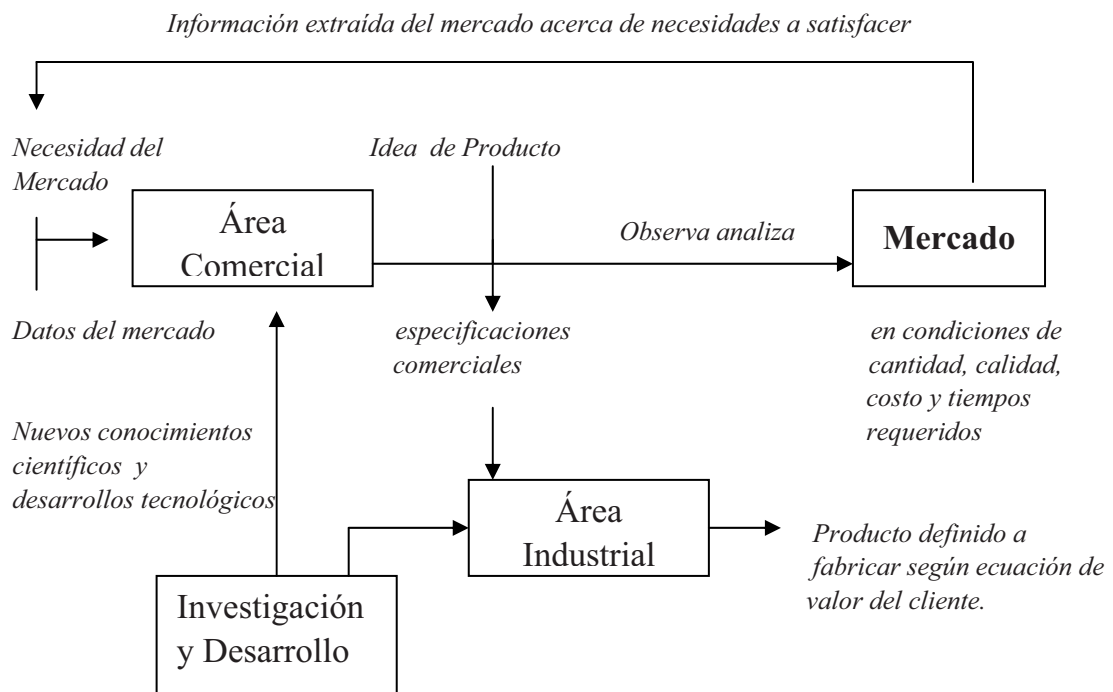 Información extraída del mercado acerca de necesidades a satisfacer
Necesidad del
Mercado
Idea de Producto
Área
Comercial
Observa analiza
Mercado
Datos del mercado
especificaciones
comerciales
en condiciones de
cantidad, calidad,
costo y tiempos
requeridos
Nuevos conocimientos
científicos y
desarrollos tecnológicos
Área
Industrial
Producto definido a
fabricar según ecuación de
valor del cliente.
Investigación
y Desarrollo